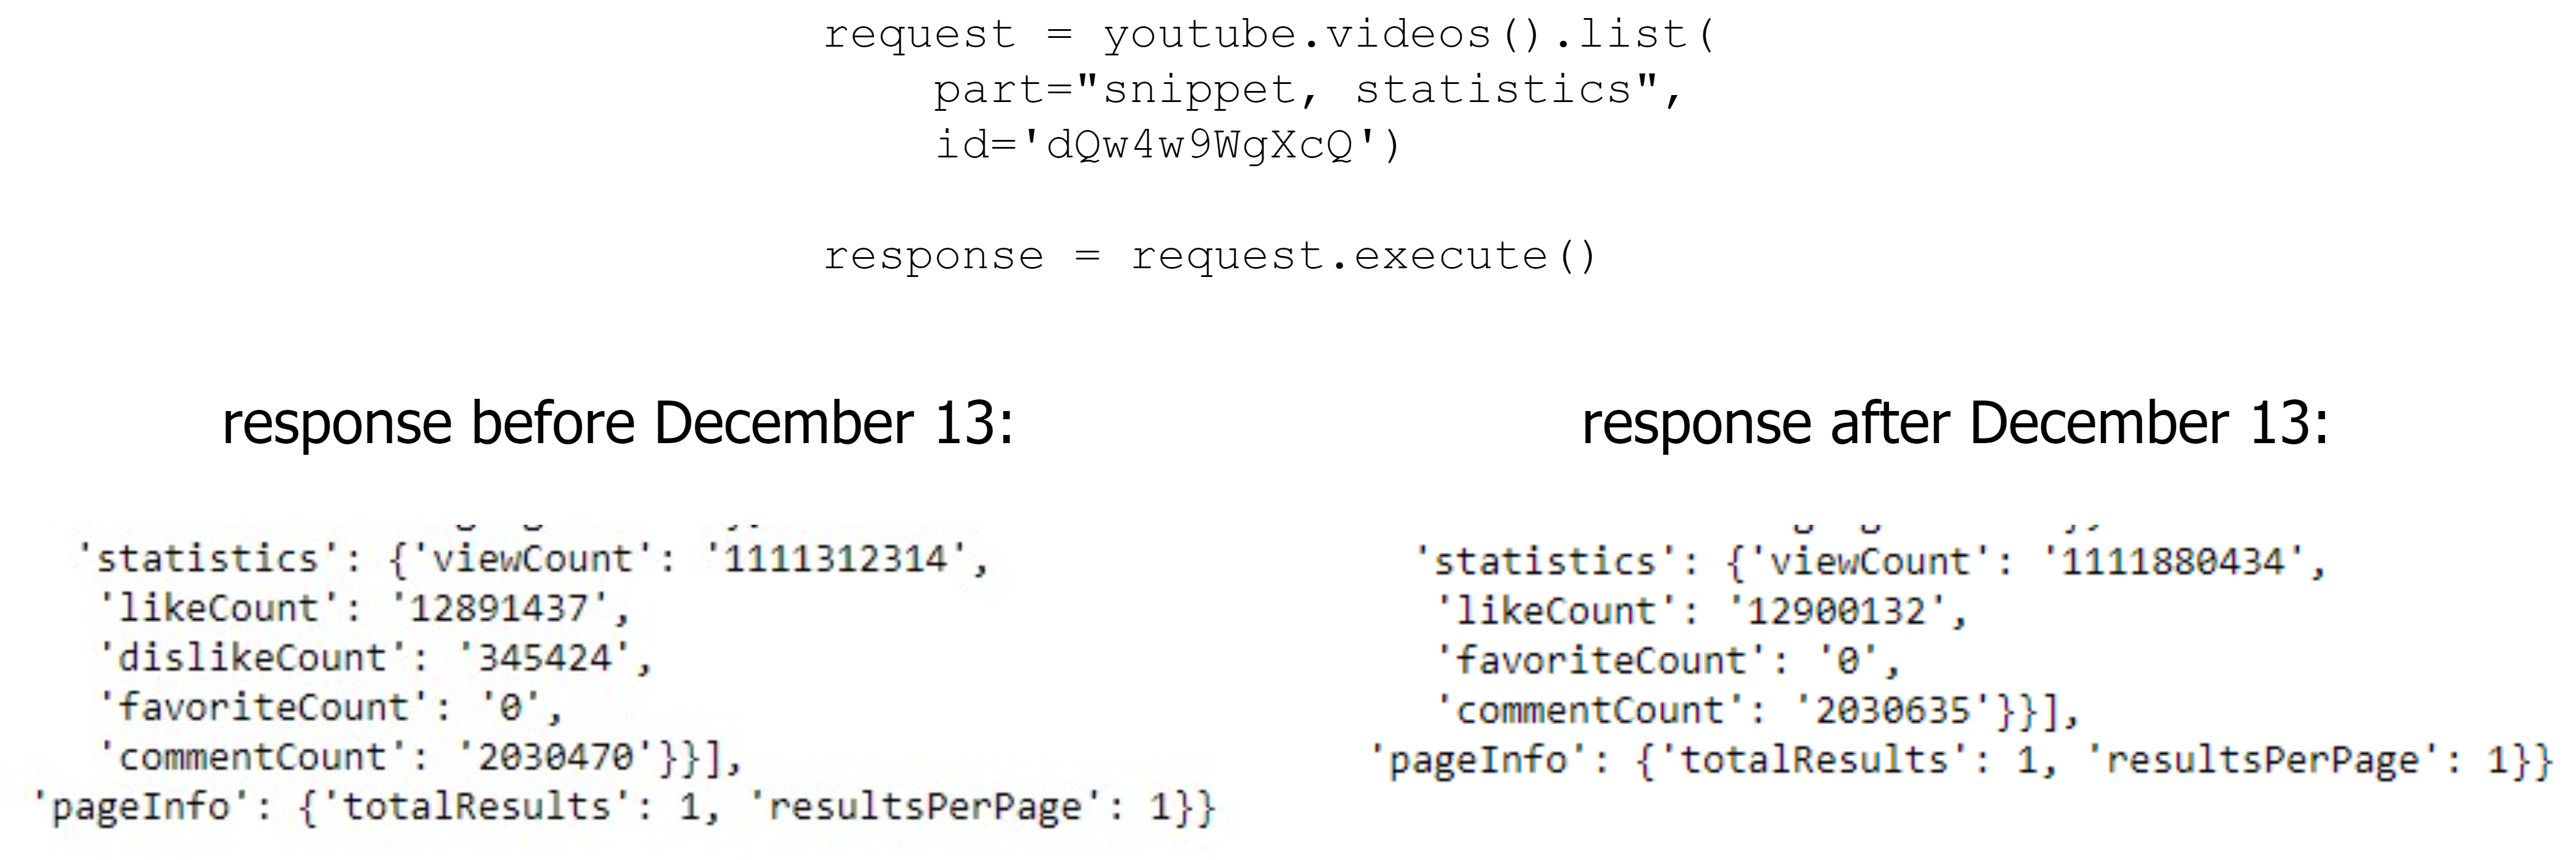 request = youtube.videos().list(
    part="snippet, statistics",
    id='dQw4w9WgXcQ')
response = request.execute()
response before December 13:
'statistics': {'viewCount': '1111312314',
'likeCount': '12891437',
'dislikeCount': '345424',
'favoriteCount': '0',
'commentCount': '2030470'}}],
'pageInfo': {'totalResults': 1, 'resultsPerPage': 1}}
response after December 13:
'statistics': {'viewCount': '1111880434',
'likeCount': '12900132',
'favoriteCount': '0',
'commentCount': '2030635'}}],
'pageInfo': {'totalResults': 1, 'resultsPerPage': 1}}